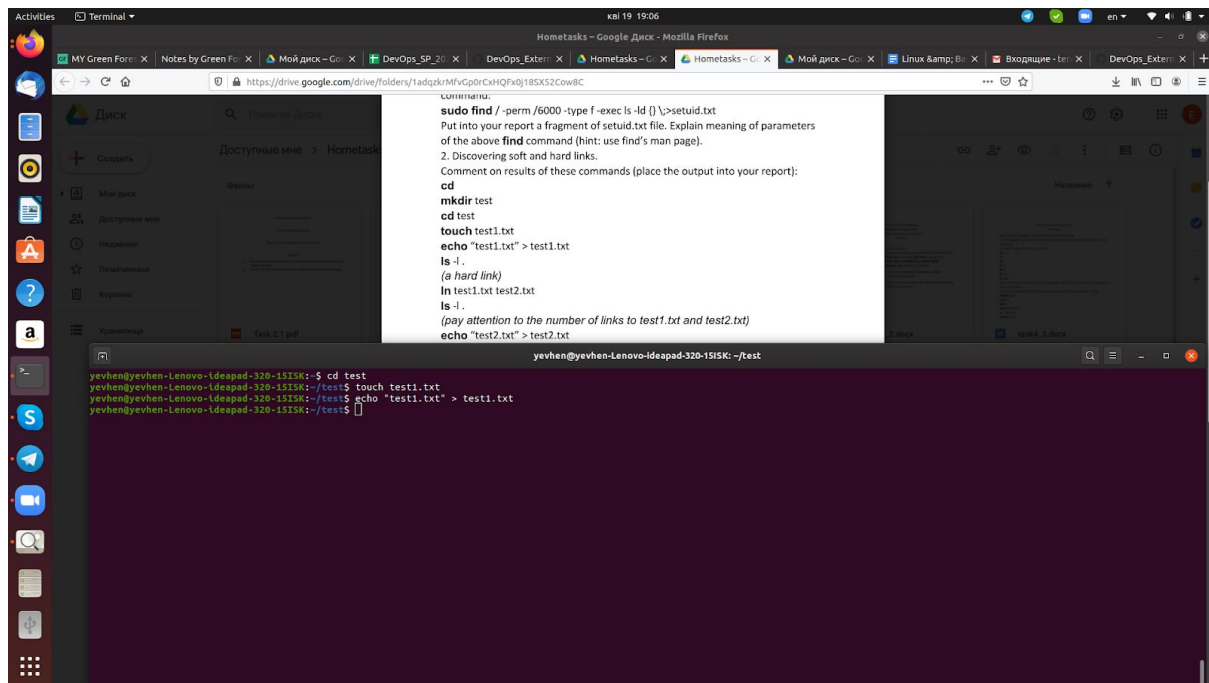 Activities Terminal кві 19 19:06 en
Hometasks – Google Диск - Mozilla Firefox
MY Green Fores Notes by Green Fo Мой диск – Goo DevOps_SP_20 DevOps_Extern Hometasks – Go Hometasks – Go Мой диск – Goo Linux &amp; Ba Входящие - ter DevOps_Extern
https://drive.google.com/drive/folders/1adqzkrMfvGp0rCxHQFx0j18SX52Cow8C
command:
sudo find / -perm /6000 -type f -exec ls -ld {} \;>setuid.txt
Диск
Поиск на Диске
Put into your report a fragment of setuid.txt file. Explain meaning of parameters
of the above find command (hint: use find's man page).
Создать
Доступные мне > Hometask
2. Discovering soft and hard links.
Comment on results of these commands (place the output into your report):
Файлы
Название
cd
Мой диск
mkdir test
cd test
Доступные мне
touch test1.txt
Недавние
echo “test1.txt” > test1.txt
ls -l .
Помеченные
(a hard link)
Корзина
ln test1.txt test2.txt
ls -l .
(pay attention to the number of links to test1.txt and test2.txt)
Хранилище
Task 2.1.pdf
task4_3.docx
echo “test2.txt” > test2.txt
yevhen@yevhen-Lenovo-ideapad-320-15ISK: ~/test
yevhen@yevhen-Lenovo-ideapad-320-15ISK:~$ cd test
yevhen@yevhen-Lenovo-ideapad-320-15ISK:~/test$ touch test1.txt
yevhen@yevhen-Lenovo-ideapad-320-15ISK:~/test$ echo "test1.txt" > test1.txt
yevhen@yevhen-Lenovo-ideapad-320-15ISK:~/test$